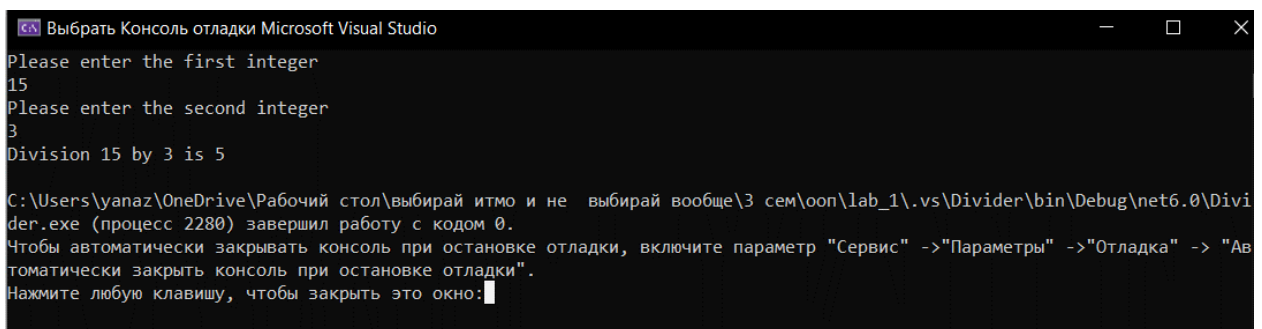 Выбрать Консоль отладки Microsoft Visual Studio
Please enter the first integer
15
Please enter the second integer
3
Division 15 by 3 is 5
C:\Users\yanaz\OneDrive\Рабочий стол\выбирай итмо и не  выбирай вообще\3 сем\ооп\lab_1\.vs\Divider\bin\Debug\net6.0\Divi
der.exe (процесс 2280) завершил работу с кодом 0.
Чтобы автоматически закрывать консоль при остановке отладки, включите параметр "Сервис" ->"Параметры" ->"Отладка" -> "Ав
томатически закрыть консоль при остановке отладки".
Нажмите любую клавишу, чтобы закрыть это окно: